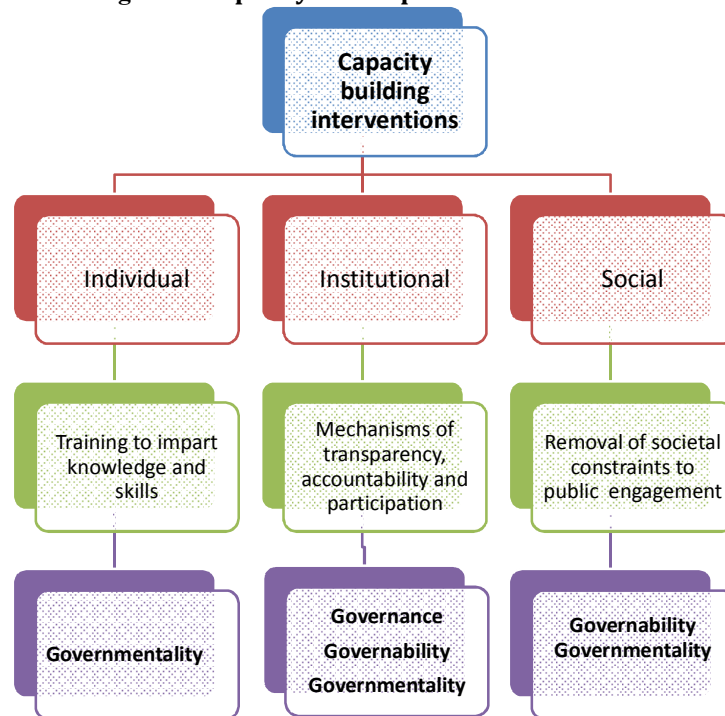 Capacity
building
interventions
Individual
Institutional
Social
Training to impart
knowledge and
skills
Mechanisms of
transparency,
accountability and
participation
Removal of societal
constraints to
public engagement
Governmentality
Governance
Governability
Governmentality
Governability
Governmentality